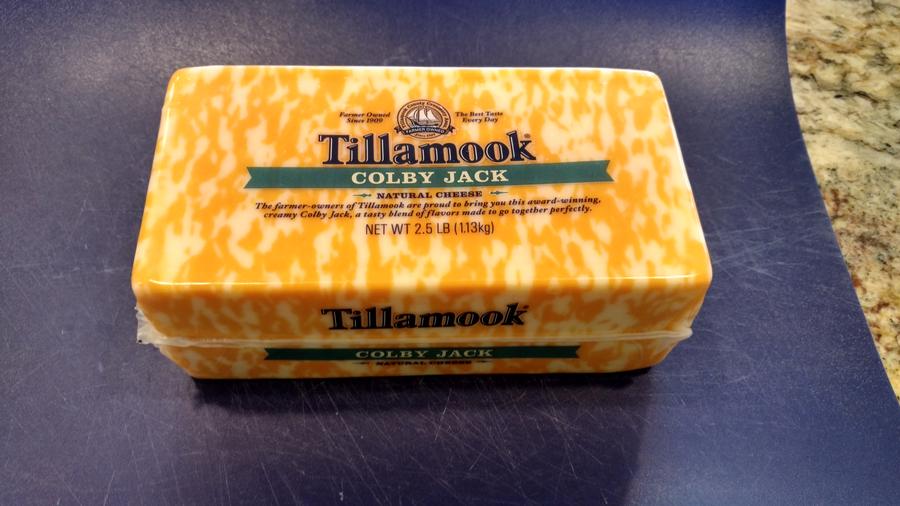 Farmer Owned
Since 1909
The Best Taste
Every Day
FARMER OWNED
Tillamook®
COLBY JACK
NATURAL CHEESE
The farmer-owners of Tillamook are proud to bring you this award-winning,
creamy Colby Jack, a tasty blend of flavors made to go together perfectly.
NET WT 2.5 LB (1.13kg)
Tillamook®
COLBY JACK
NATURAL CHEESE